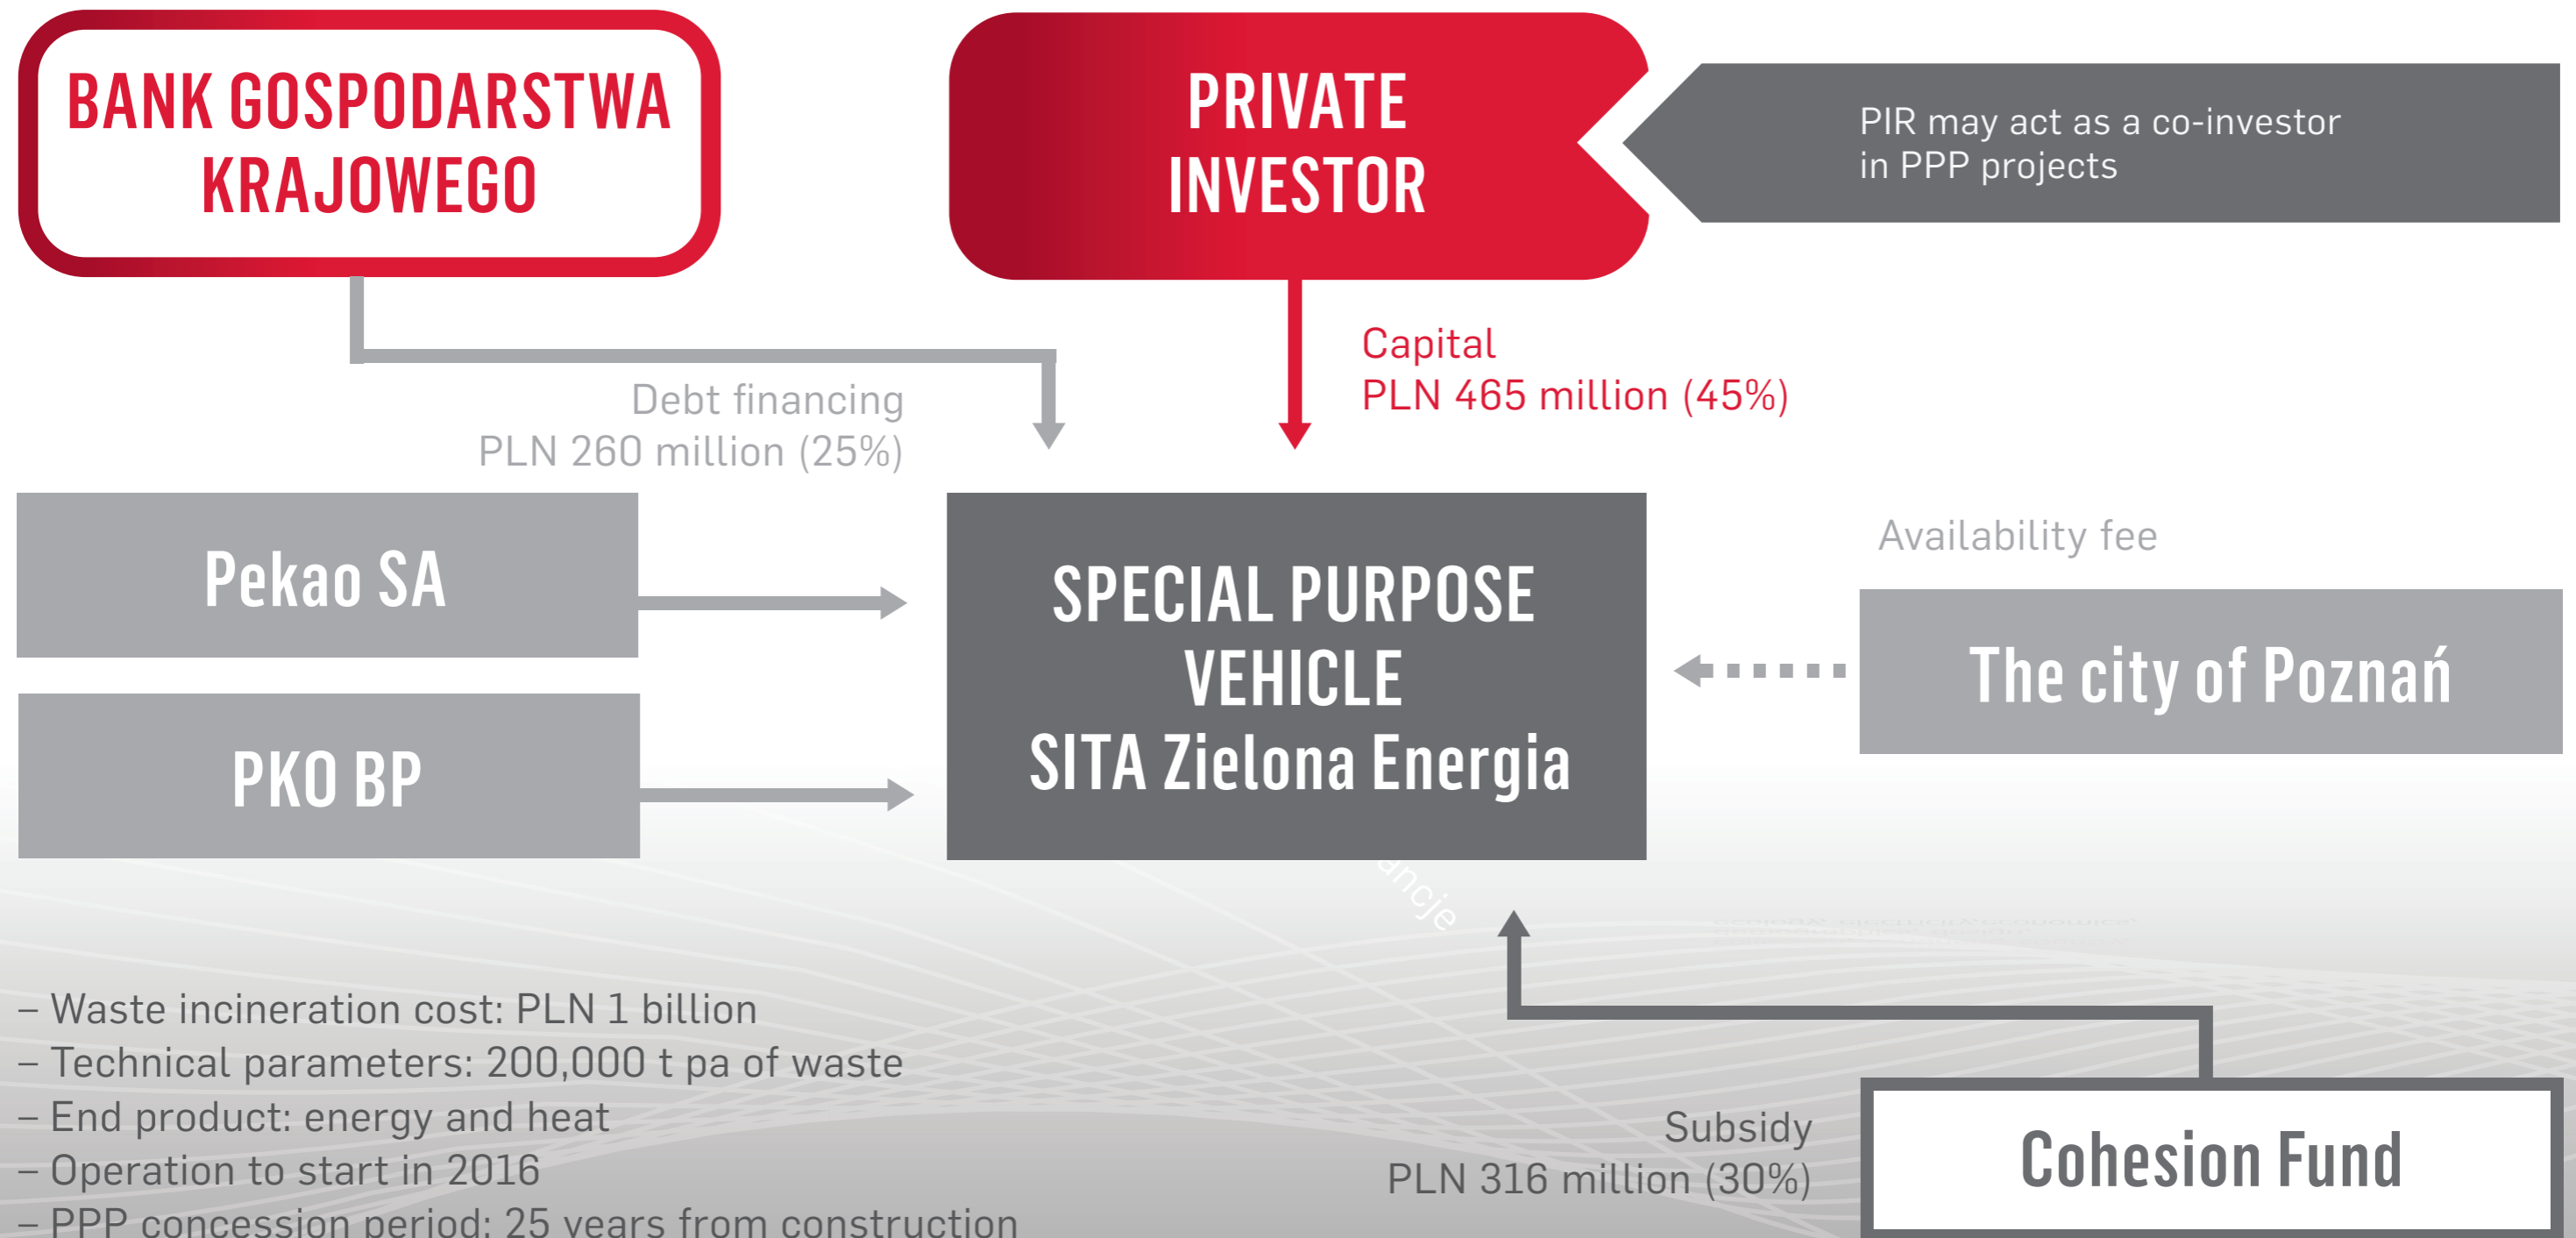 BANK GOSPODARSTWA
KRAJOWEGO
PRIVATE
INVESTOR
PIR may act as a co-investor
in PPP projects
Capital
PLN 465 million (45%)
Debt financing
PLN 260 million (25%)
Pekao SA
PKO BP
SPECIAL PURPOSE
VEHICLE
SITA Zielona Energia
Availability fee
The city of Poznań
ancje
– Waste incineration cost: PLN 1 billion
– Technical parameters: 200,000 t pa of waste
– End product: energy and heat
– Operation to start in 2016
– PPP concession period: 25 years from construction
Subsidy
PLN 316 million (30%)
Cohesion Fund